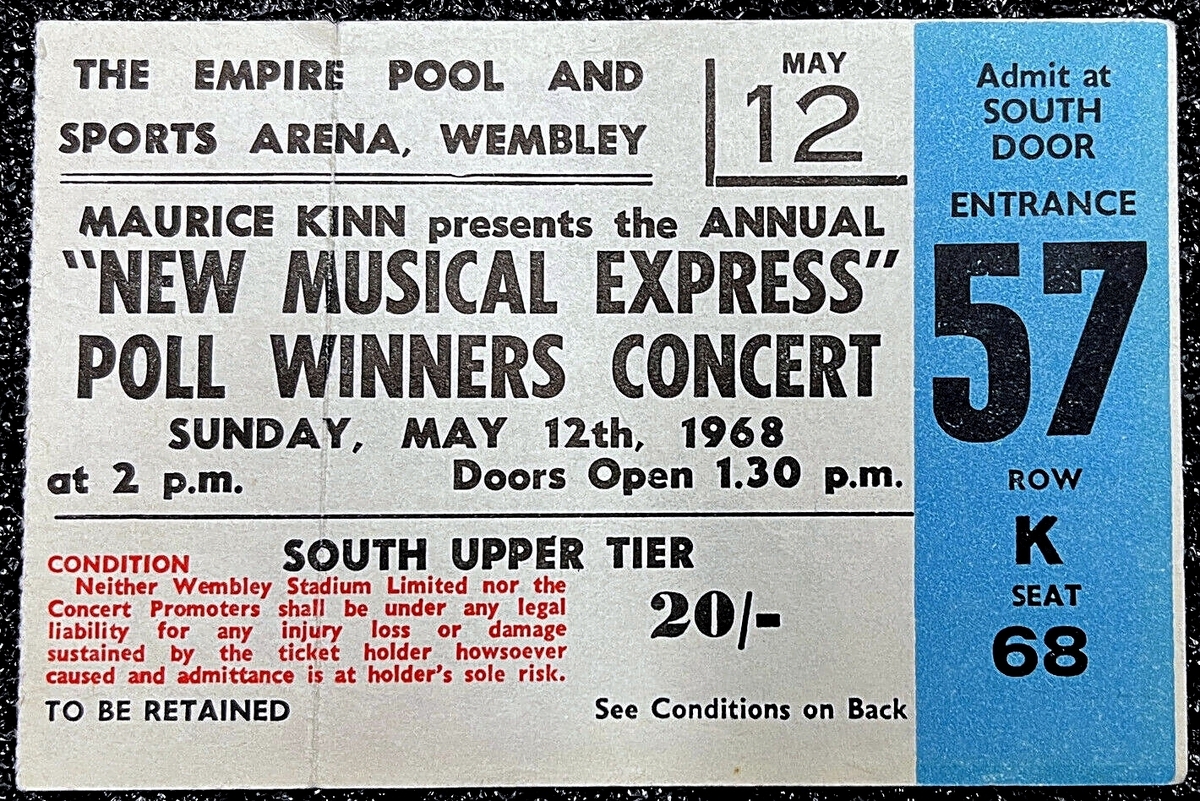 THE EMPIRE POOL AND
SPORTS ARENA, WEMBLEY
MAY
12
MAURICE KINN presents the ANNUAL
"NEW MUSICAL EXPRESS"
POLL WINNERS CONCERT
SUNDAY, MAY 12th, 1968
at 2 p.m. Doors Open 1.30 p.m.
SOUTH UPPER TIER
CONDITION
Neither Wembley Stadium Limited nor the
Concert Promoters shall be under any legal
liability for any injury loss or damage
sustained by the ticket holder howsoever
caused and admittance is at holder's sole risk.
20/-
TO BE RETAINED
See Conditions on Back
Admit at
SOUTH
DOOR
ENTRANCE
57
ROW
K
SEAT
68